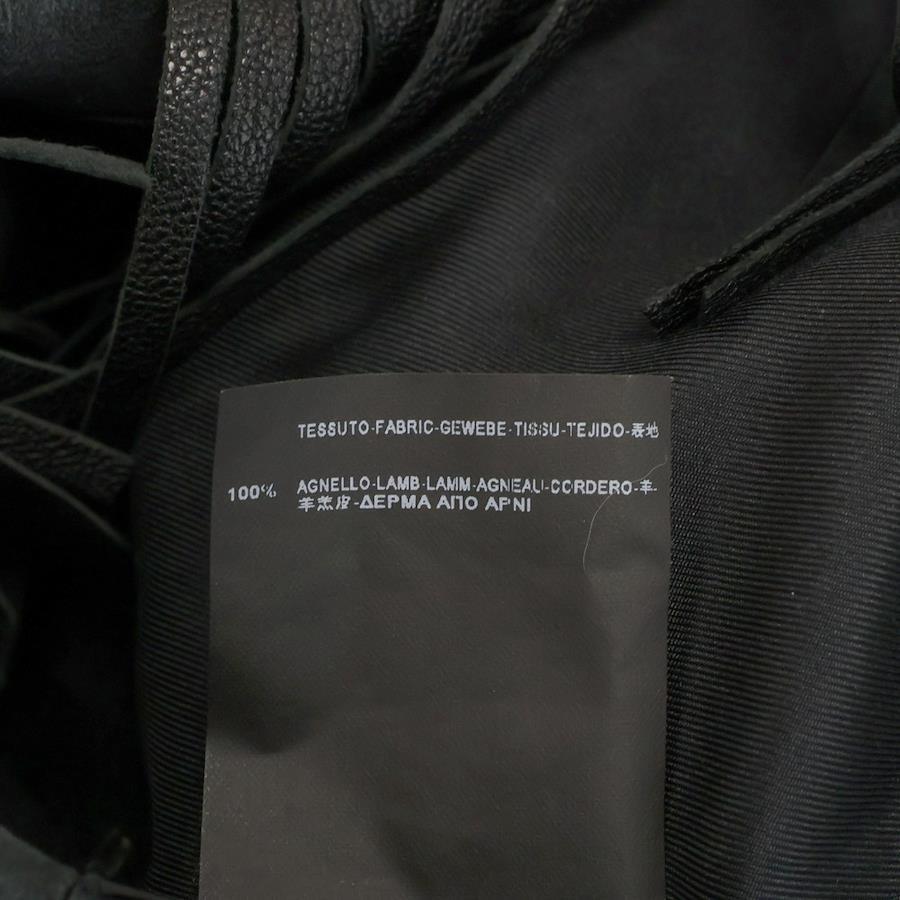 TESSUTO-FABRIC-GEWEBE-TISSU-TEJIDO-表地
100% AGNELLO-LAMB-LAMM-AGNEAU-CORDERO-羊-
羊羔皮-ΔΕΡΜΑ ΑΠΟ ΑΡΝΙ